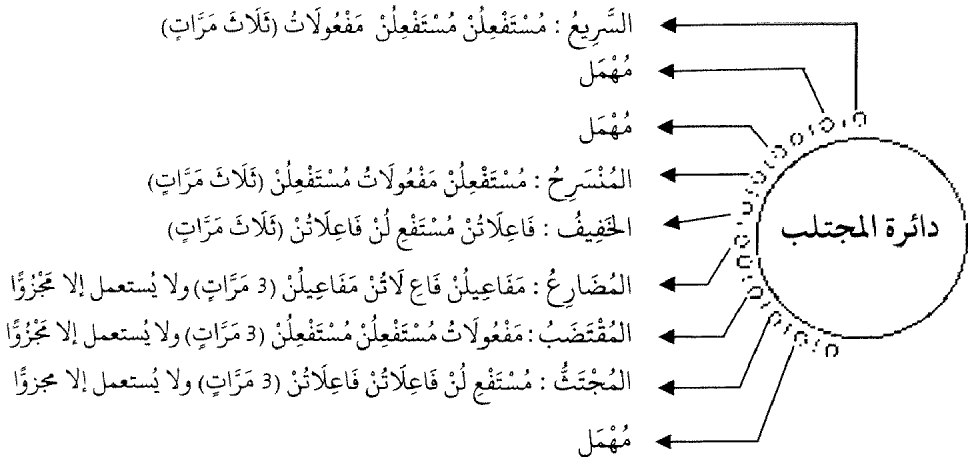 السَّرِيعُ : مُسْتَفْعِلُنْ مُسْتَفْعِلُنْ مَفْعُولَاتُ (ثَلَاثَ مَرَّاتٍ)
مُهْمَل
مُهْمَل
المُنْسَرِحُ : مُسْتَفْعِلُنْ مَفْعُولَاتُ مُسْتَفْعِلُنْ (ثَلَاثَ مَرَّاتٍ)
الخَفِيفُ : فَاعِلَاتُنْ مُسْتَفْعِ لُنْ فَاعِلَاتُنْ (ثَلَاثَ مَرَّاتٍ)
دائرة المجتلب
المُضَارِعُ : مَفَاعِيلُنْ فَاعِ لَاتُنْ مَفَاعِيلُنْ (3 مَرَّاتٍ) ولا يُستعمل إلا مَجْزُوًّا
المُقْتَضَبُ : مَفْعُولَاتُ مُسْتَفْعِلُنْ مُسْتَفْعِلُنْ (3 مَرَّاتٍ) ولا يُستعمل إلا مَجْزُوًّا
المُجْتَثُّ : مُسْتَفْعِ لُنْ فَاعِلَاتُنْ فَاعِلَاتُنْ (3 مَرَّاتٍ) ولا يُستعمل إلا مجزوًّا
مُهْمَل